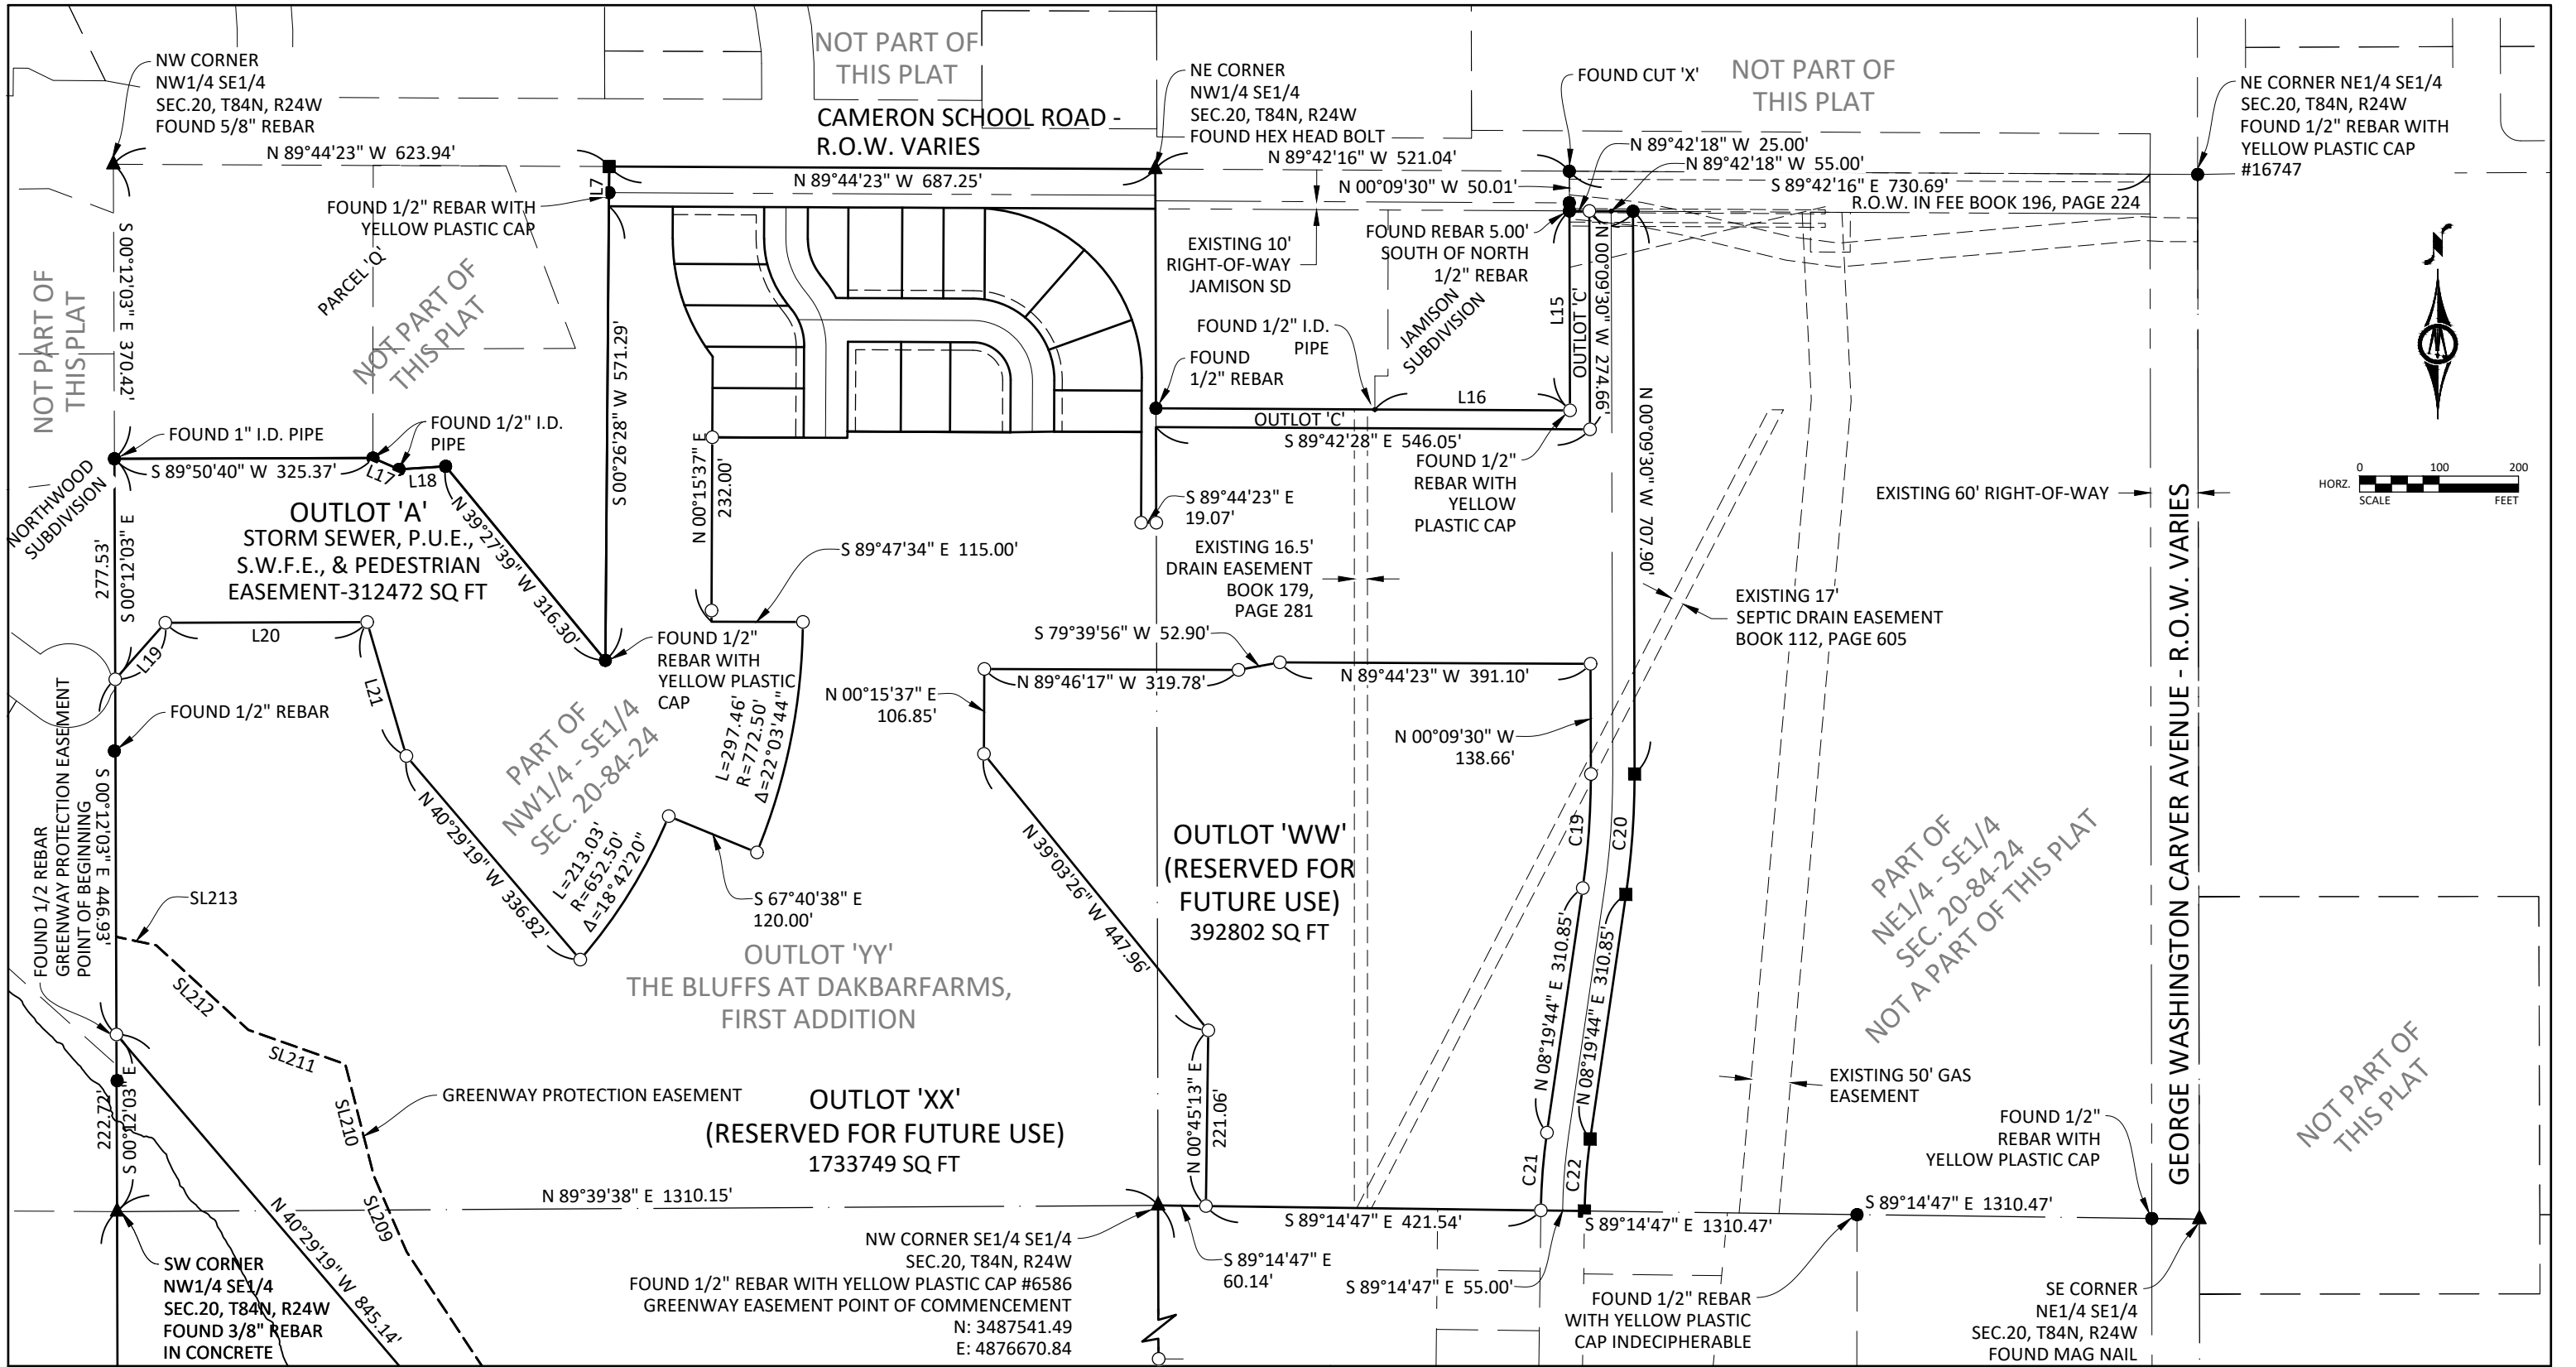 NW CORNER
NW1/4 SE1/4
SEC.20, T84N, R24W
FOUND 5/8" REBAR
NOT PART OF
THIS PLAT
CAMERON SCHOOL ROAD -
R.O.W. VARIES
NE CORNER
NW1/4 SE1/4
SEC.20, T84N, R24W
FOUND HEX HEAD BOLT
FOUND CUT 'X'
NOT PART OF
THIS PLAT
NE CORNER NE1/4 SE1/4
SEC.20, T84N, R24W
FOUND 1/2" REBAR WITH
YELLOW PLASTIC CAP
#16747
N 89°44'23" W 623.94'
N 89°44'23" W 687.25'
N 89°42'16" W 521.04'
N 89°42'18" W 25.00'
N 89°42'18" W 55.00'
N 00°09'30" W 50.01'
S 89°42'16" E 730.69'
R.O.W. IN FEE BOOK 196, PAGE 224
L7
FOUND 1/2" REBAR WITH
YELLOW PLASTIC CAP
NOT PART OF
THIS PLAT
S 00°12'03" E 370.42'
PARCEL 'Q'
NOT PART OF
THIS PLAT
S 00°26'28" W 571.29'
EXISTING 10'
RIGHT-OF-WAY
JAMISON SD
FOUND REBAR 5.00'
SOUTH OF NORTH
1/2" REBAR
JAMISON
SUBDIVISION
L15
OUTLOT 'C'
N 00°09'30" W 274.66'
FOUND 1/2" I.D.
PIPE
FOUND
1/2" REBAR
L16
OUTLOT 'C'
S 89°42'28" E 546.05'
FOUND 1/2"
REBAR WITH
YELLOW
PLASTIC CAP
N 00°09'30" W 707.90'
N
0 100 200
HORZ.
SCALE FEET
EXISTING 60' RIGHT-OF-WAY
GEORGE WASHINGTON CARVER AVENUE - R.O.W. VARIES
FOUND 1" I.D. PIPE
FOUND 1/2" I.D.
PIPE
S 89°50'40" W 325.37'
L17
L18
NORTHWOOD
SUBDIVISION
OUTLOT 'A'
STORM SEWER, P.U.E.,
S.W.F.E., & PEDESTRIAN
EASEMENT-312472 SQ FT
N 39°27'39" W 316.30'
277.53'
S 00°12'03" E
N 00°15'37" E
232.00'
S 89°44'23" E
19.07'
S 89°47'34" E 115.00'
EXISTING 16.5'
DRAIN EASEMENT
BOOK 179,
PAGE 281
EXISTING 17'
SEPTIC DRAIN EASEMENT
BOOK 112, PAGE 605
L19
L20
L21
FOUND 1/2"
REBAR WITH
YELLOW PLASTIC
CAP
S 79°39'56" W 52.90'
N 89°46'17" W 319.78'
N 89°44'23" W 391.10'
N 00°15'37" E
106.85'
N 00°09'30" W
138.66'
FOUND 1/2" REBAR
PART OF
NW1/4 - SE1/4
SEC. 20-84-24
L=297.46'
R=772.50'
Δ=22°03'44"
L=213.03'
R=652.50'
Δ=18°42'20"
N 40°29'19" W 336.82'
S 67°40'38" E
120.00'
FOUND 1/2 REBAR
GREENWAY PROTECTION EASEMENT
POINT OF BEGINNING
S 00°12'03" E 446.93'
SL213
SL212
SL211
SL210
SL209
OUTLOT 'YY'
THE BLUFFS AT DAKBARFARMS,
FIRST ADDITION
N 39°03'26" W 447.96'
OUTLOT 'WW'
(RESERVED FOR
FUTURE USE)
392802 SQ FT
C19
C20
N 08°19'44" E 310.85'
N 08°19'44" E 310.85'
C21
C22
PART OF
NE1/4 - SE1/4
SEC. 20-84-24
NOT A PART OF THIS PLAT
GREENWAY PROTECTION EASEMENT
OUTLOT 'XX'
(RESERVED FOR FUTURE USE)
1733749 SQ FT
N 00°45'13" E
221.06'
EXISTING 50' GAS
EASEMENT
FOUND 1/2"
REBAR WITH
YELLOW PLASTIC CAP
NOT PART OF
THIS PLAT
222.72'
S 00°12'03" E
N 89°39'38" E 1310.15'
N 40°29'19" W 845.14'
S 89°14'47" E 421.54'
S 89°14'47" E 1310.47'
S 89°14'47" E 1310.47'
SW CORNER
NW1/4 SE1/4
SEC.20, T84N, R24W
FOUND 3/8" REBAR
IN CONCRETE
NW CORNER SE1/4 SE1/4
SEC.20, T84N, R24W
FOUND 1/2" REBAR WITH YELLOW PLASTIC CAP #6586
GREENWAY EASEMENT POINT OF COMMENCEMENT
N: 3487541.49
E: 4876670.84
S 89°14'47" E
60.14'
S 89°14'47" E 55.00'
FOUND 1/2" REBAR
WITH YELLOW PLASTIC
CAP INDECIPHERABLE
SE CORNER
NE1/4 SE1/4
SEC.20, T84N, R24W
FOUND MAG NAIL